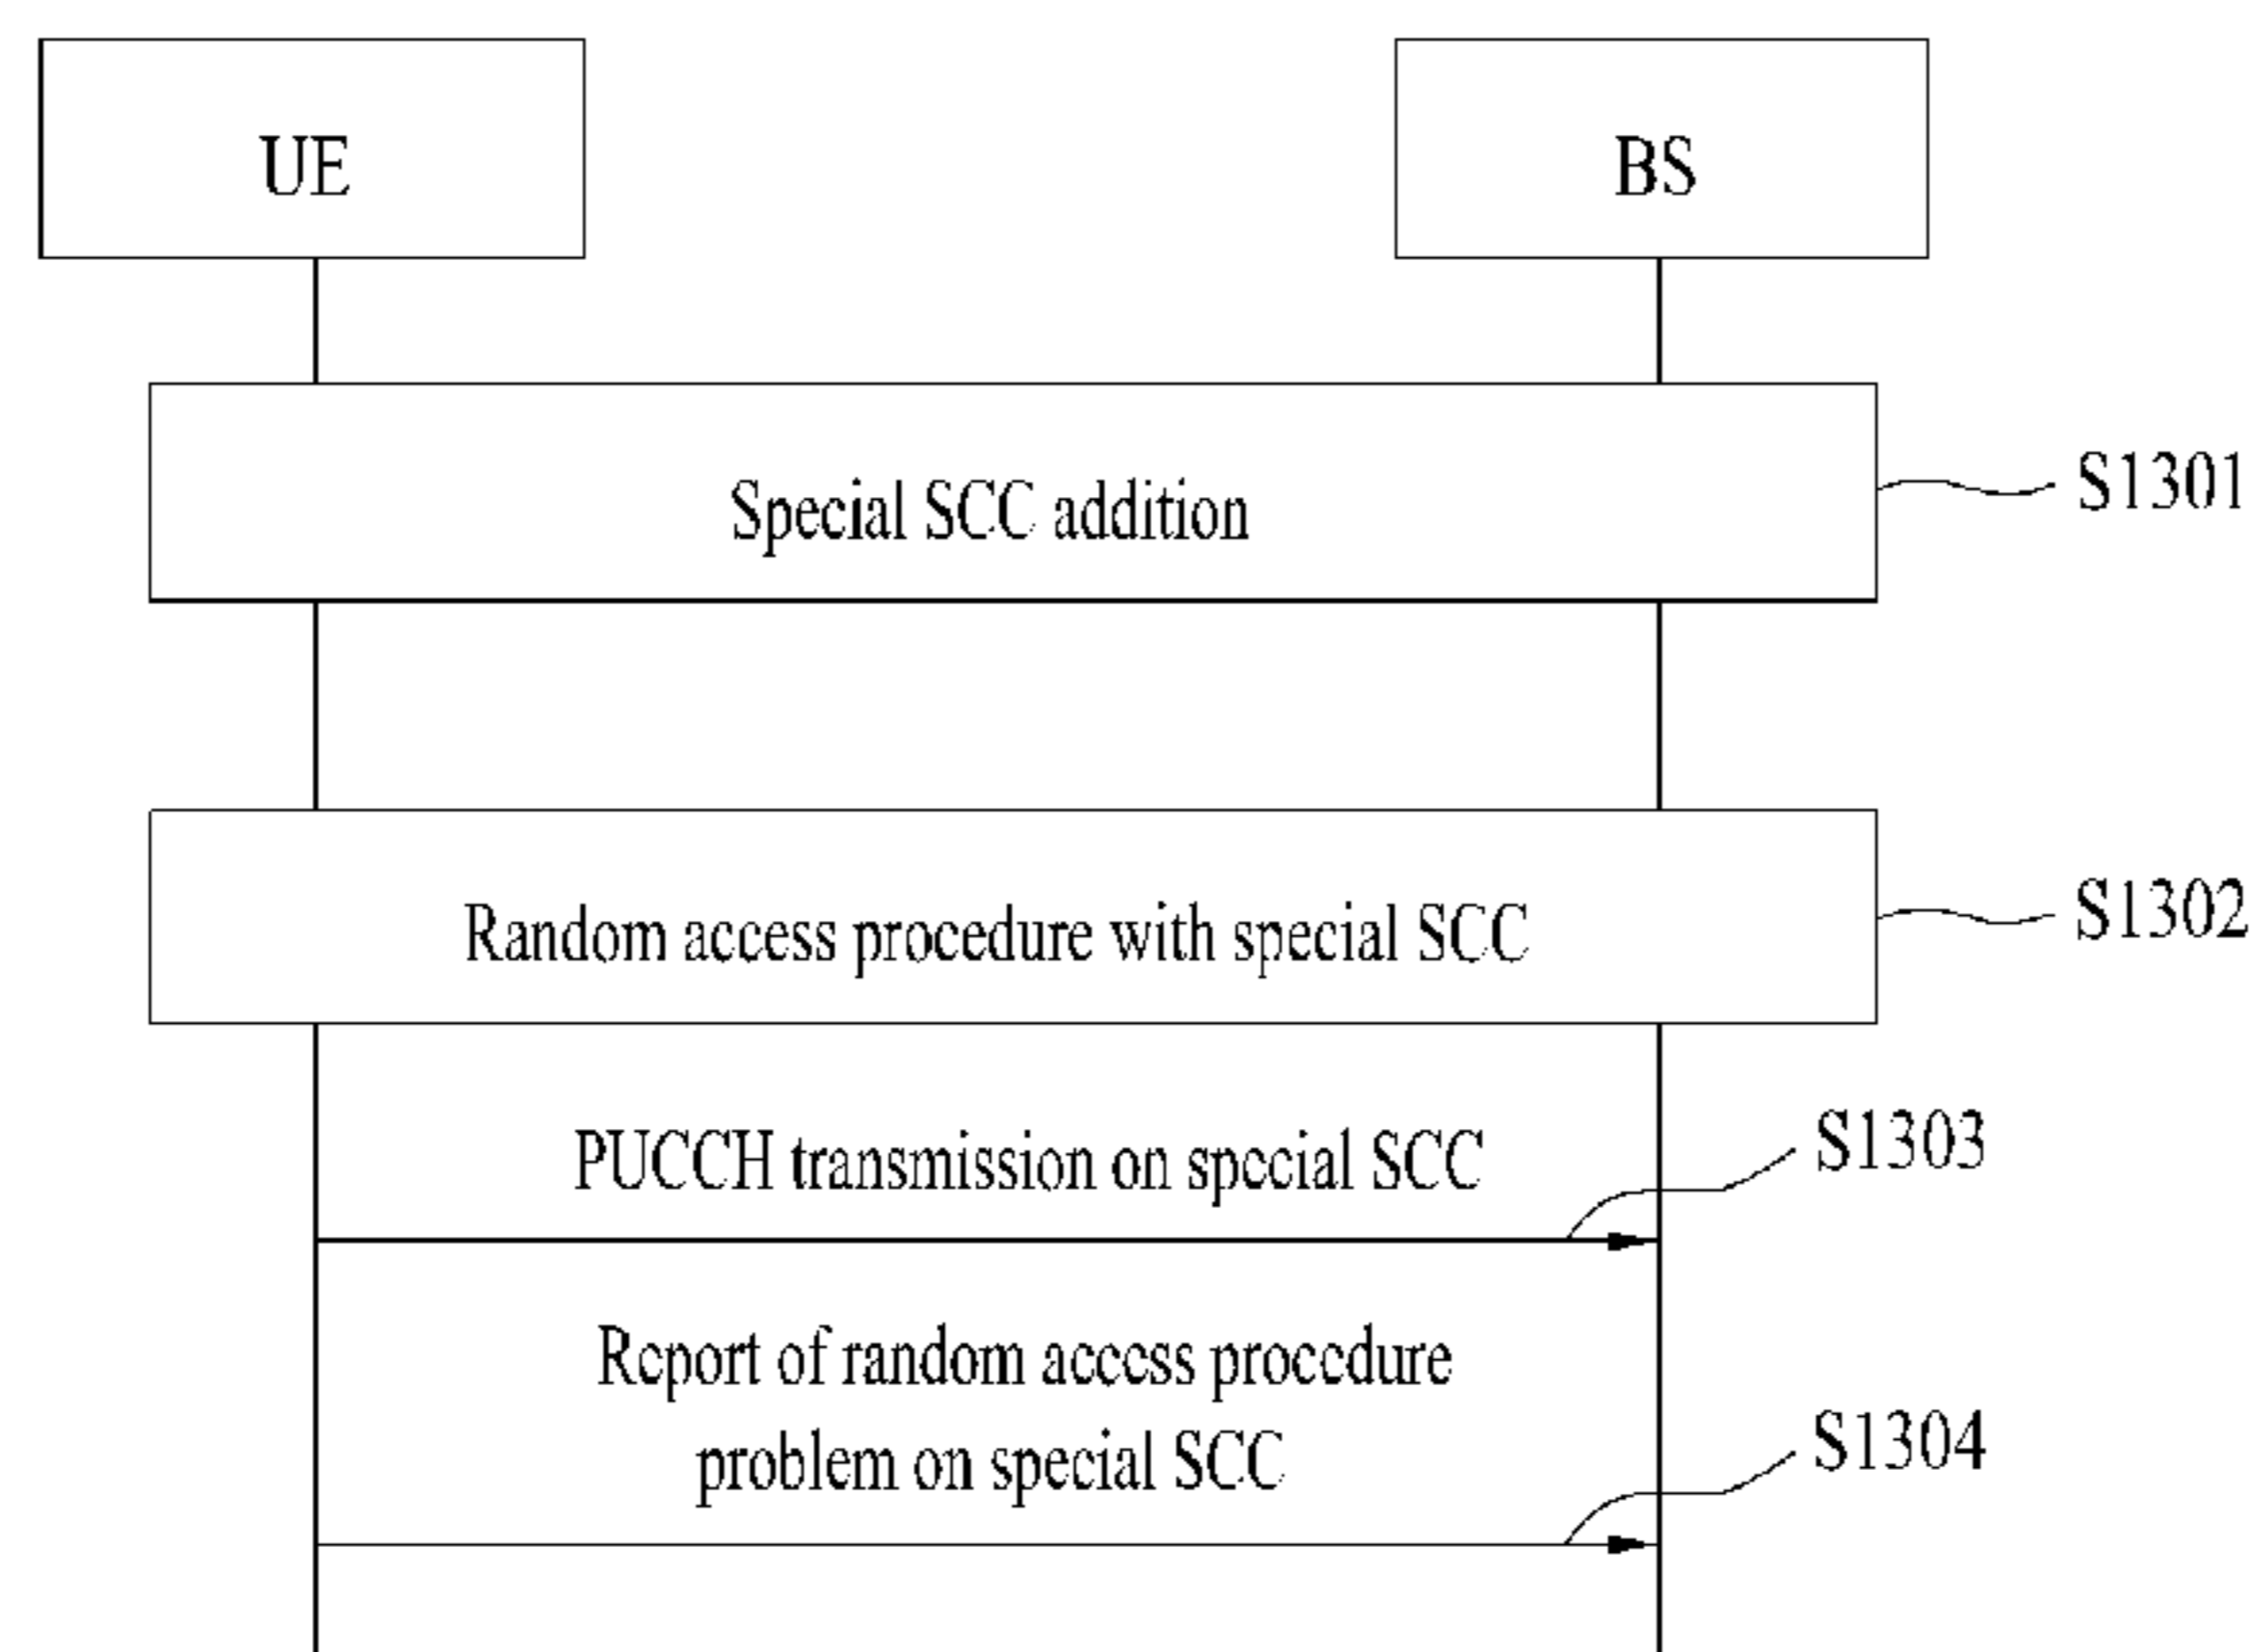 UE
BS
Special SCC addition
S1301
Random access procedure with special SCC
S1302
PUCCH transmission on special SCC
S1303
Report of random access procedure
problem on special SCC
S1304